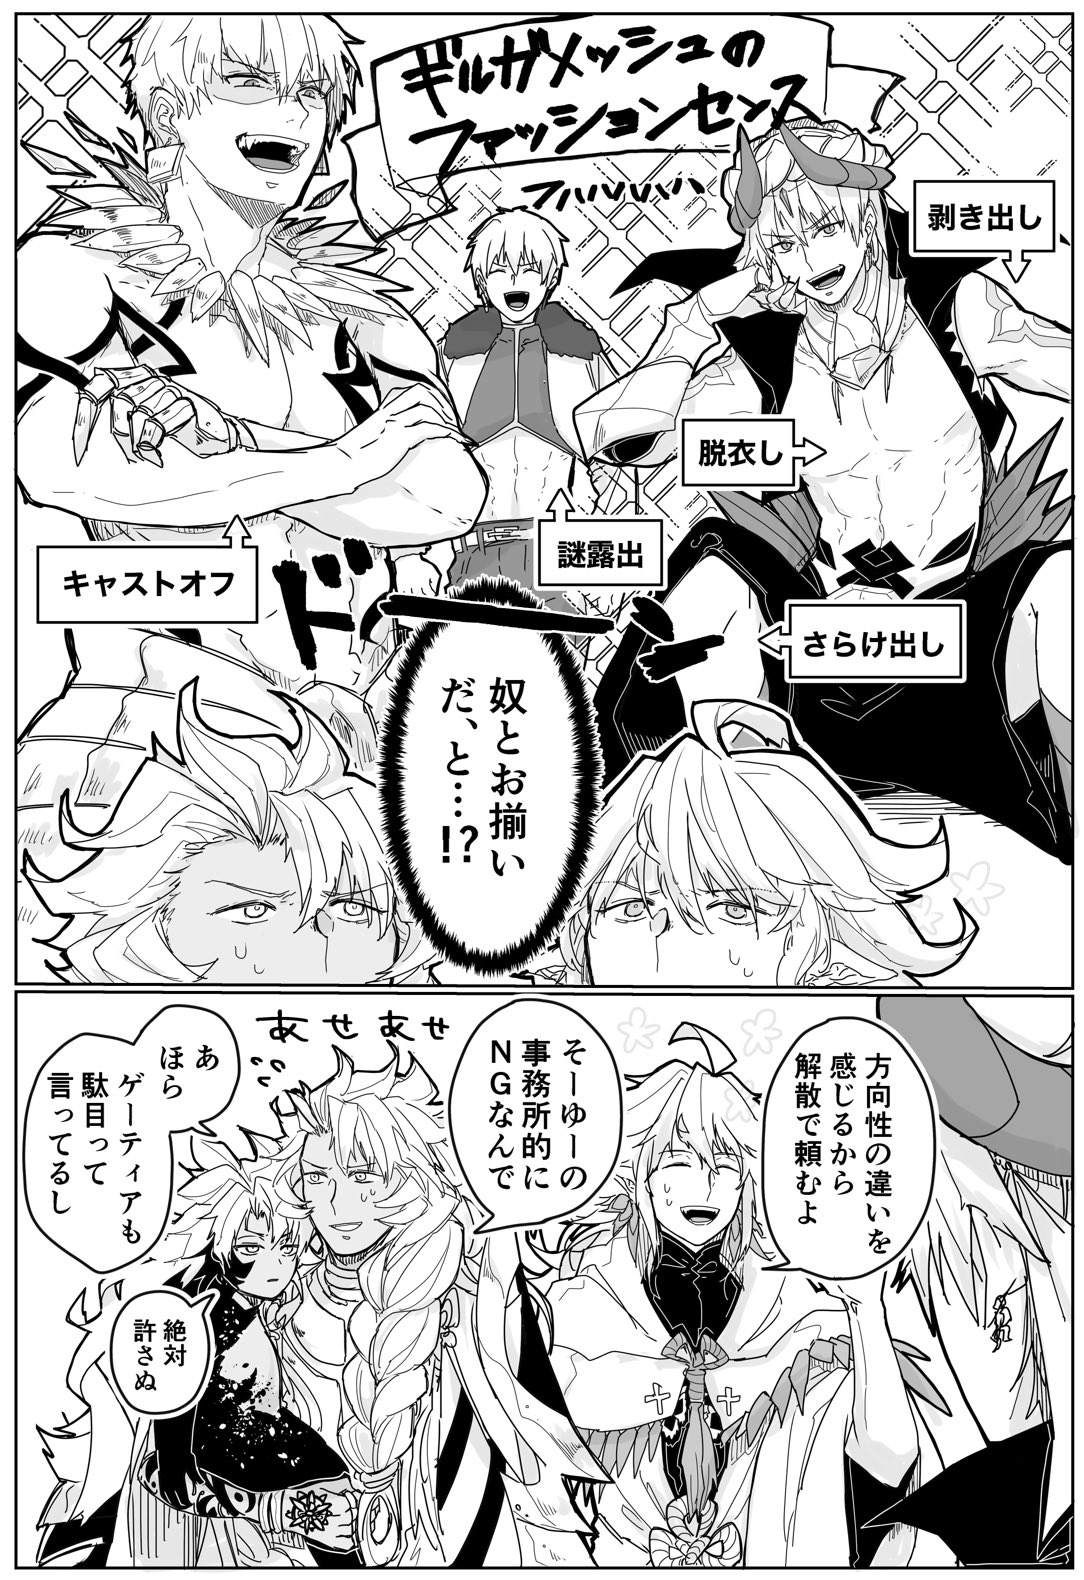 ギルガメッシュの
ファッションセンス
フハハハハハ
剥き出し
脱衣し
謎露出
キャストオフ
さらけ出し
ドーン
奴とお揃い
だ、と…!?
方向性の違いを
感じるから
解散で頼むよ
そーゆーの
事務所的に
NGなんで
あせあせ
あ
ほら
ゲーティアも
駄目って
言ってるし
絶対
許さぬ